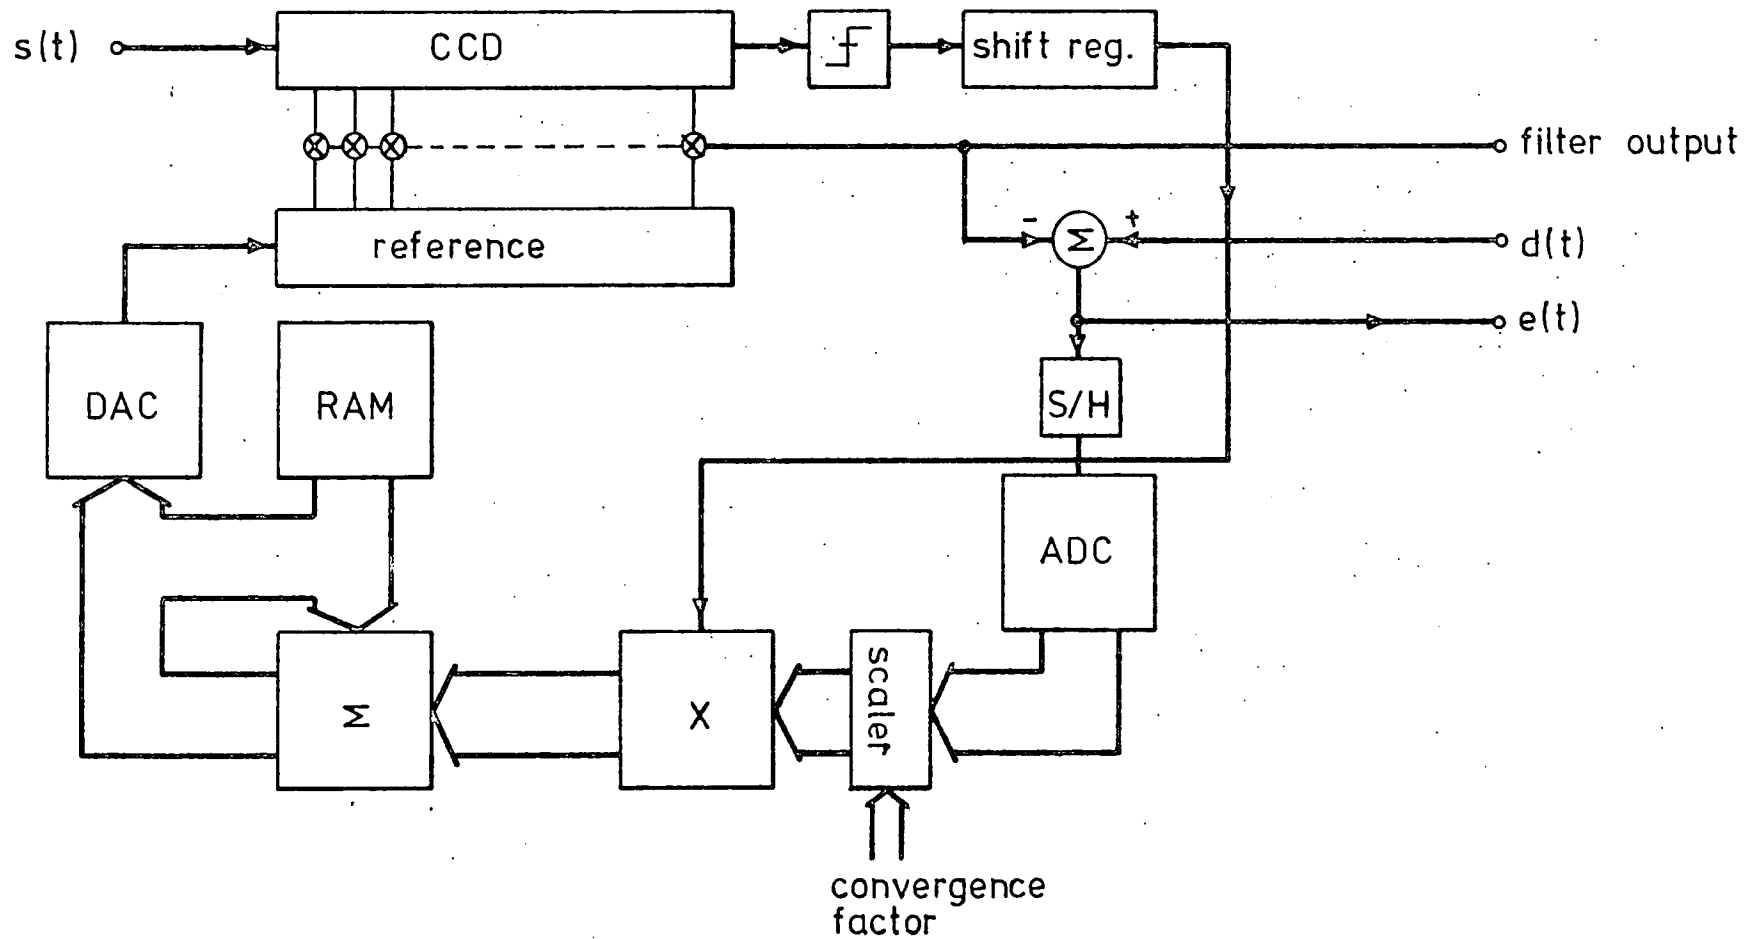 s(t)
CCD
shift reg.
filter output
reference
- Σ +
d(t)
e(t)
DAC
RAM
S/H
ADC
Σ
X
scaler
convergence
factor